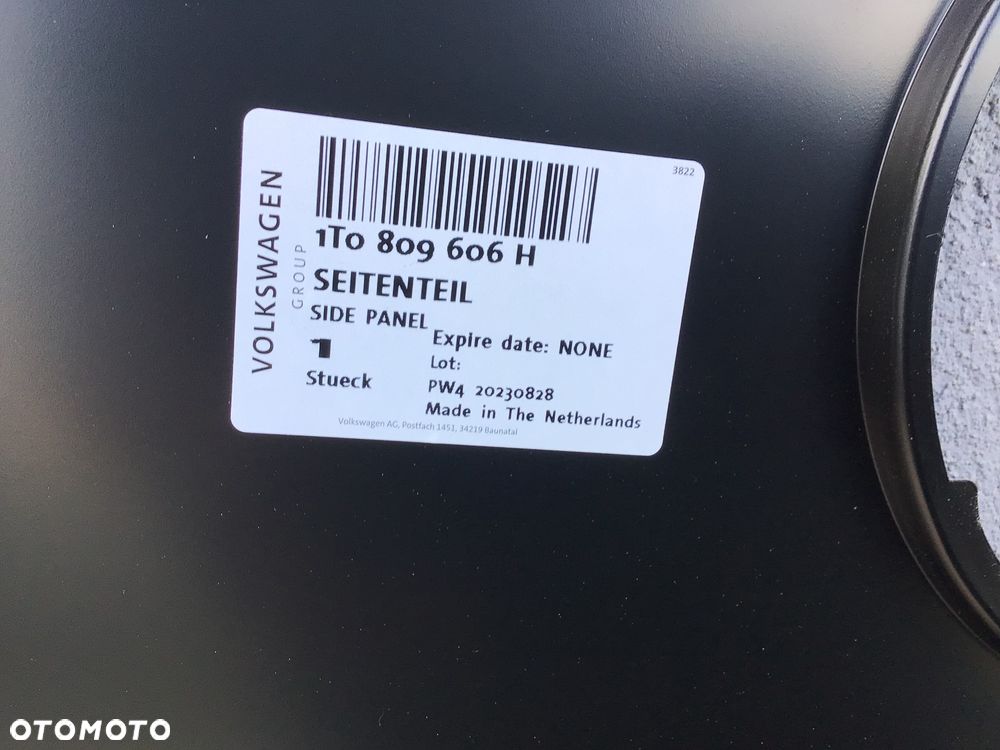 3822
VOLKSWAGEN
GROUP
1T0 809 606 H
SEITENTEIL
SIDE PANEL
1
Stueck
Expire date: NONE
Lot:
PW4 20230828
Made in The Netherlands
Volkswagen AG, Postfach 1451, 34219 Baunatal
OTOMOTO